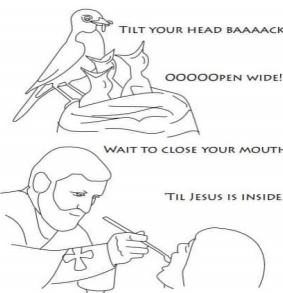 TILT YOUR HEAD BAAAACK
OOOOOPEN WIDE!
WAIT TO CLOSE YOUR MOUTH
'TIL JESUS IS INSIDE